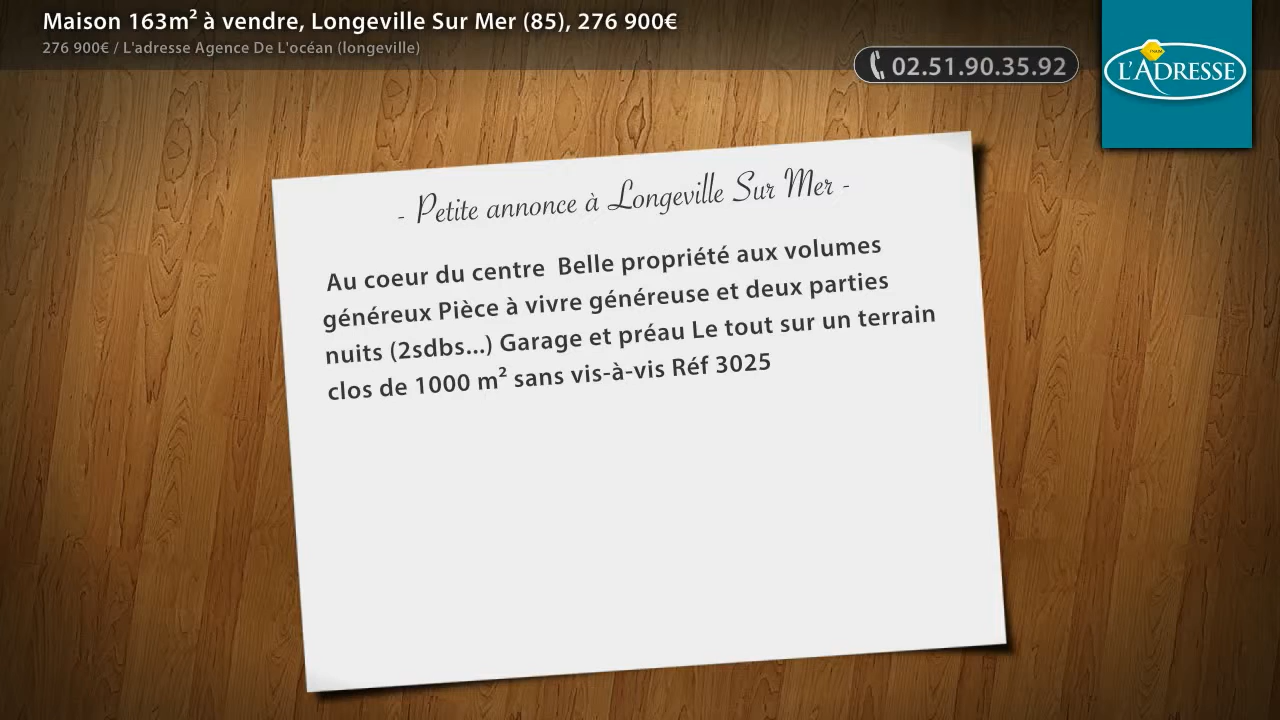 Maison 163m² à vendre, Longeville Sur Mer (85), 276 900€
276 900€ / L'adresse Agence De L'océan (longeville)
02.51.90.35.92
L'ADRESSE
- Petite annonce à Longeville Sur Mer -
Au coeur du centre  Belle propriété aux volumes
généreux Pièce à vivre généreuse et deux parties
nuits (2sdbs...) Garage et préau Le tout sur un terrain
clos de 1000 m² sans vis-à-vis Réf 3025